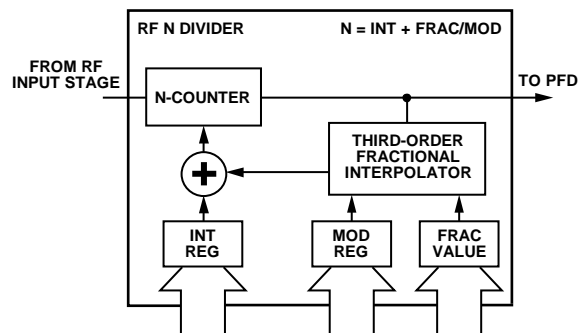 RF N DIVIDER
N = INT + FRAC/MOD
FROM RF
INPUT STAGE
TO PFD
N-COUNTER
THIRD-ORDER
FRACTIONAL
INTERPOLATOR
+
INT
REG
MOD
REG
FRAC
VALUE